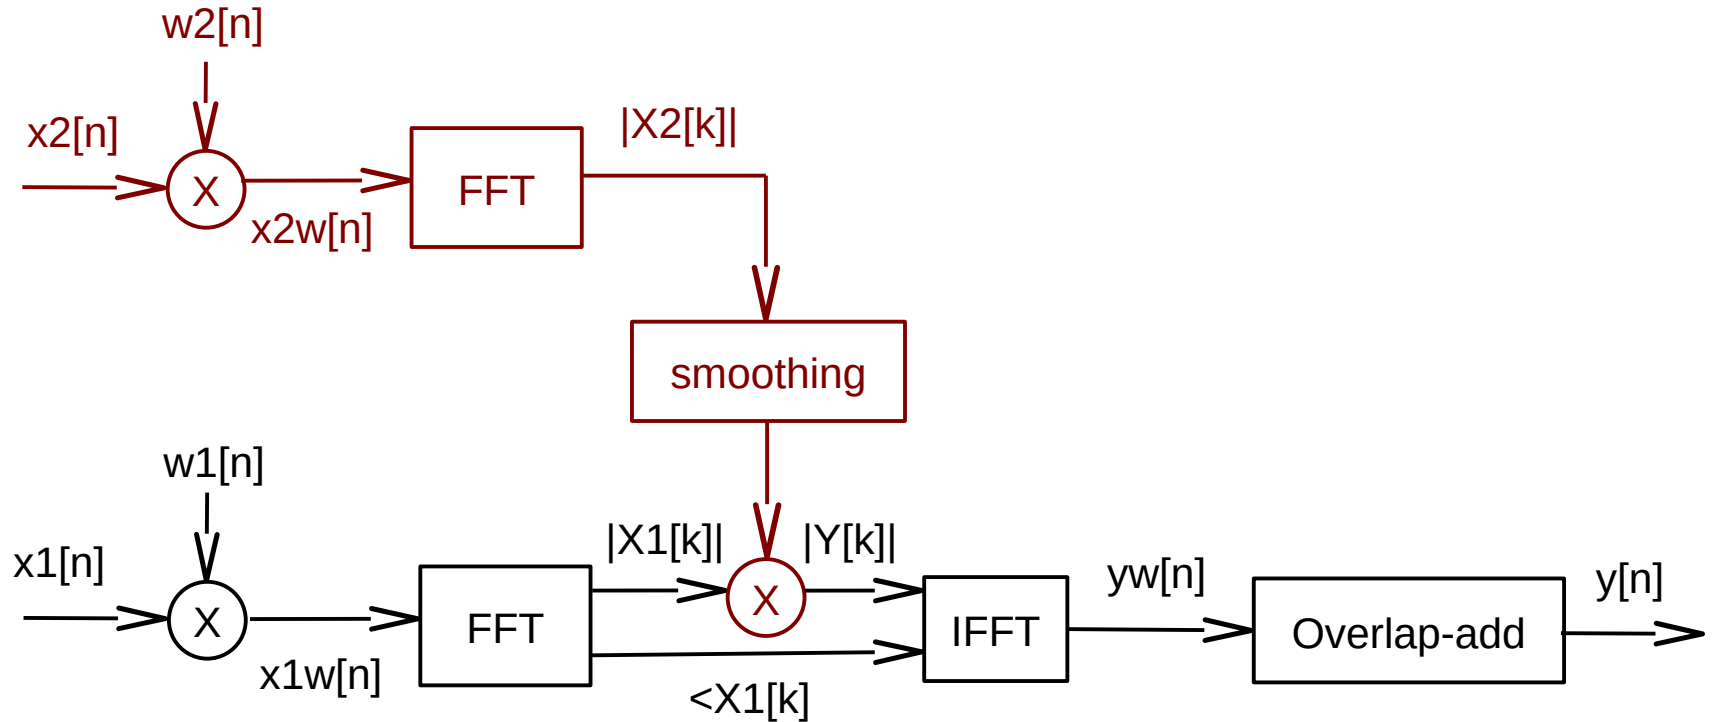 w2[n]
x2[n]
X
x2w[n]
FFT
|X2[k]|
smoothing
w1[n]
x1[n]
X
x1w[n]
FFT
|X1[k]|
X
|Y[k]|
<X1[k]
IFFT
yw[n]
Overlap-add
y[n]